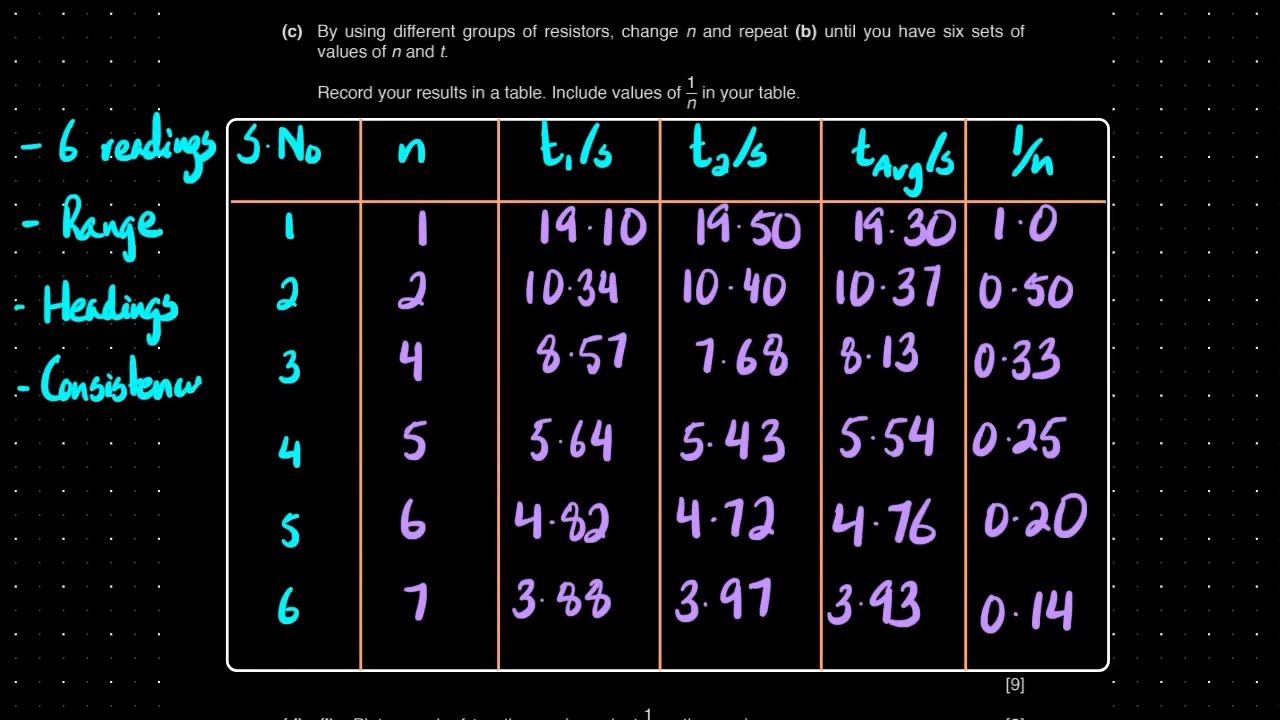 (c) By using different groups of resistors, change n and repeat (b) until you have six sets of
values of n and t.
Record your results in a table. Include values of 1/n in your table.
- 6 readings
- Range
- Headings
- Consistenc
S.No n t₁/s t₂/s tAvg/s 1/n
1 1 19.10 19.50 19.30 1.0
2 2 10.34 10.40 10.37 0.50
3 4 8.57 7.68 8.13 0.33
4 5 5.64 5.43 5.54 0.25
5 6 4.82 4.72 4.76 0.20
6 7 3.88 3.97 3.93 0.14
[9]